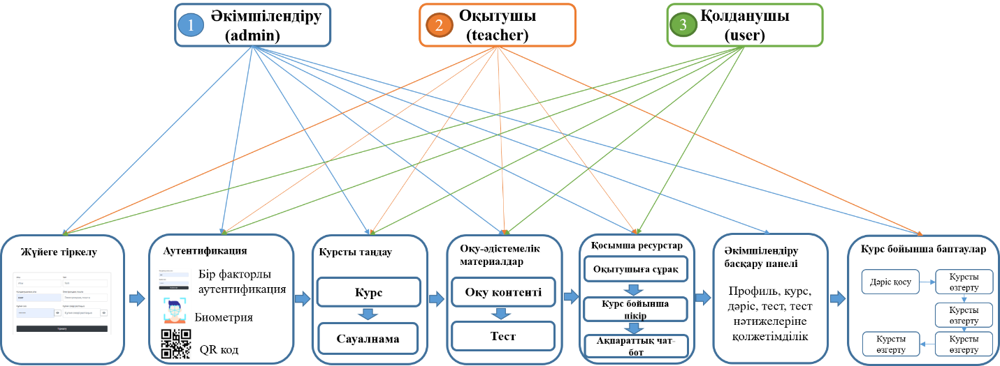 1
Әкімшілендіру
(admin)
2
Оқытушы
(teacher)
3
Қолданушы
(user)
Жүйеге тіркелу
Аутентификация
Бір факторлы
аутентификация
Биометрия
QR код
Курсты таңдау
Курс
Сауалнама
Оқу-әдістемелік
материалдар
Оқу контенті
Тест
Қосымша ресурстар
Оқытушыға сұрақ
Курс бойынша
пікір
Ақпараттық чат-
бот
Әкімшілендіру
басқару панелі
Профиль, курс,
дәріс, тест, тест
нәтижелеріне
қолжетімділік
Курс бойынша баптаулар
Дәріс қосу
Курсты
өзгерту
Курсты
өзгерту
Курсты
өзгерту
Курсты
өзгерту